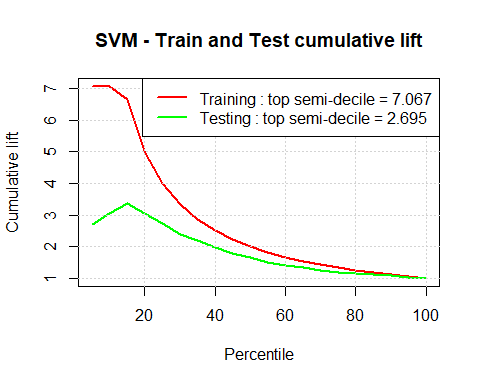 SVM - Train and Test cumulative lift
Training : top semi-decile = 7.067
Testing : top semi-decile = 2.695
Cumulative lift
7
6
5
4
3
2
1
20
40
60
80
100
Percentile